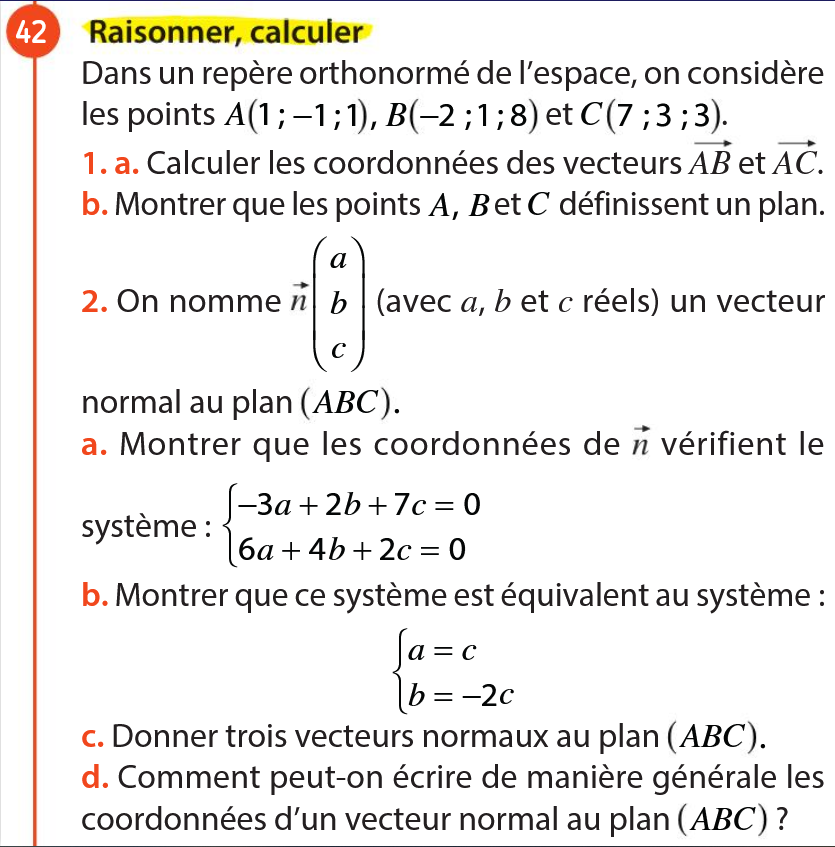 42 Raisonner, calculer
Dans un repère orthonormé de l’espace, on considère
les points A(1 ; –1 ; 1), B(–2 ; 1 ; 8) et C(7 ; 3 ; 3).
1. a. Calculer les coordonnées des vecteurs $\overrightarrow{AB}$ et $\overrightarrow{AC}$.
b. Montrer que les points A, B et C définissent un plan.
2. On nomme $\vec{n}\begin{pmatrix} a \\ b \\ c \end{pmatrix}$ (avec a, b et c réels) un vecteur
normal au plan (ABC).
a. Montrer que les coordonnées de $\vec{n}$ vérifient le
système : $\begin{cases} -3a + 2b + 7c = 0 \\ 6a + 4b + 2c = 0 \end{cases}$
b. Montrer que ce système est équivalent au système :
$\begin{cases} a = c \\ b = -2c \end{cases}$
c. Donner trois vecteurs normaux au plan (ABC).
d. Comment peut-on écrire de manière générale les
coordonnées d’un vecteur normal au plan (ABC) ?